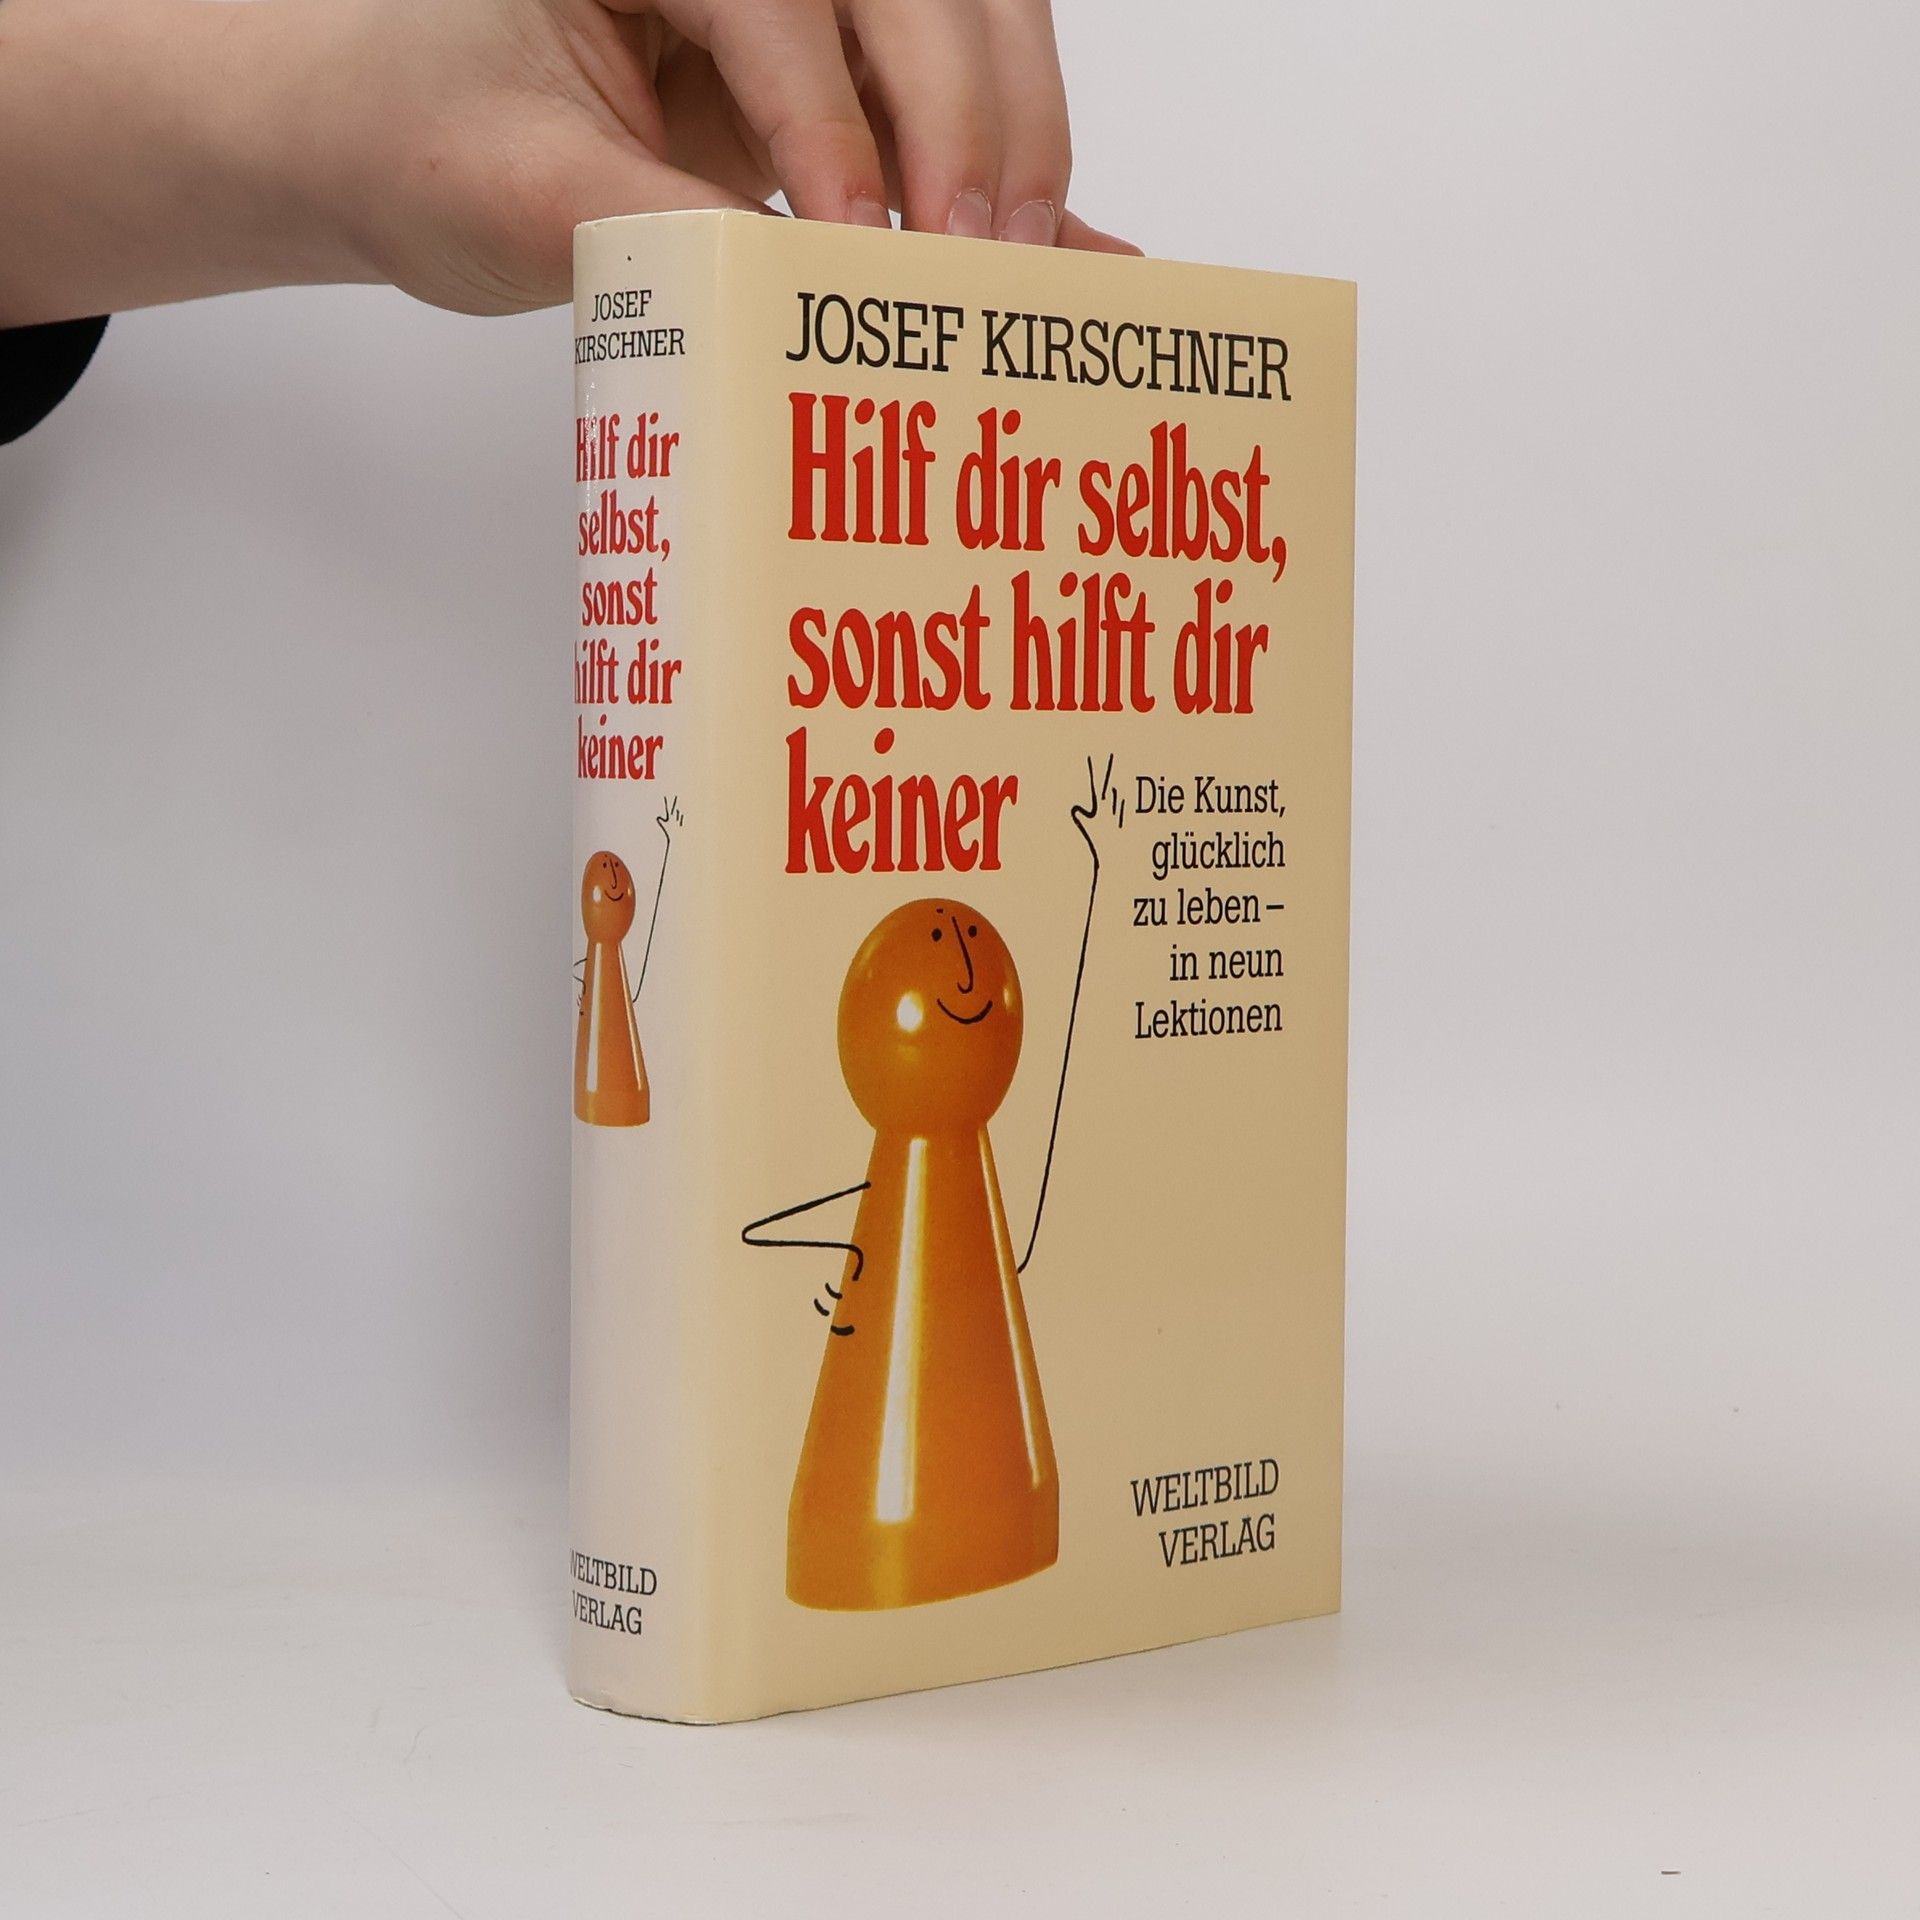 JOSEF
KIRSCHNER
Hilf dir
selbst,
sonst
hilft dir
keiner
WELTBILD
VERLAG
JOSEF KIRSCHNER
Hilf dir selbst,
sonst hilft dir
keiner
Die Kunst,
glücklich
zu leben –
in neun
Lektionen
WELTBILD
VERLAG